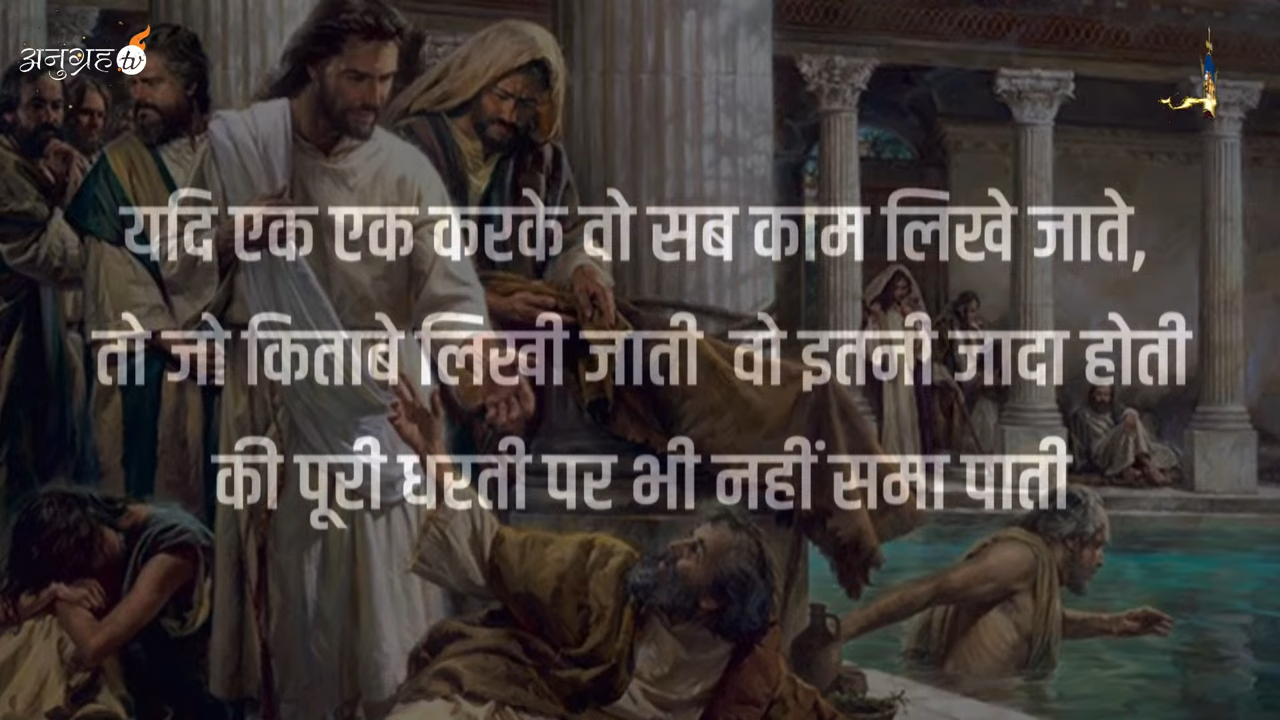 अनुग्रह tv
यदि एक एक करके वो सब काम लिखे जाते,
तो जो किताबे लिखी जाती वो इतनी जादा होती
की पूरी धरती पर भी नहीं समा पाती